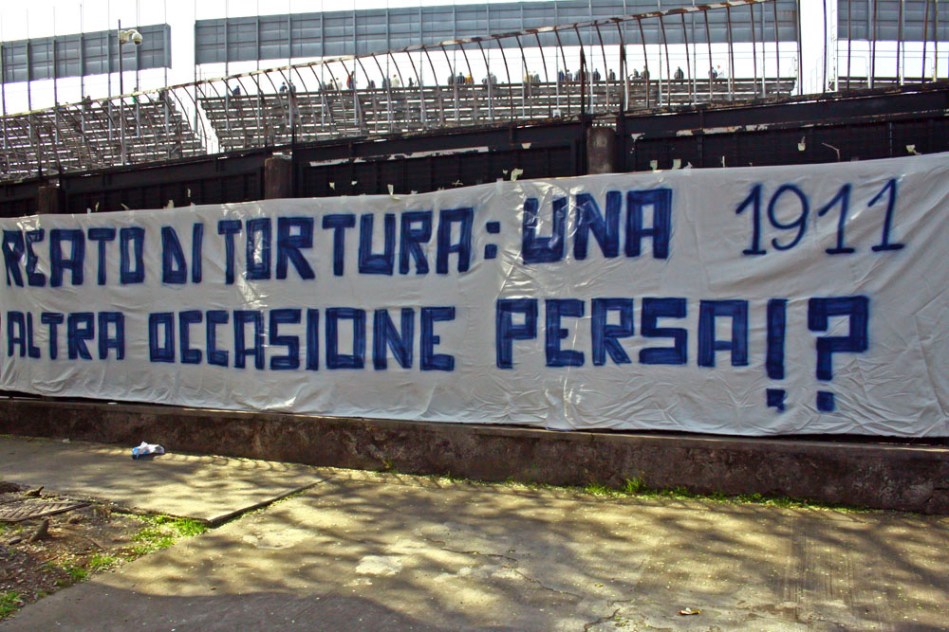 REATO DI TORTURA: UNA 1911
ALTRA OCCASIONE PERSA!?